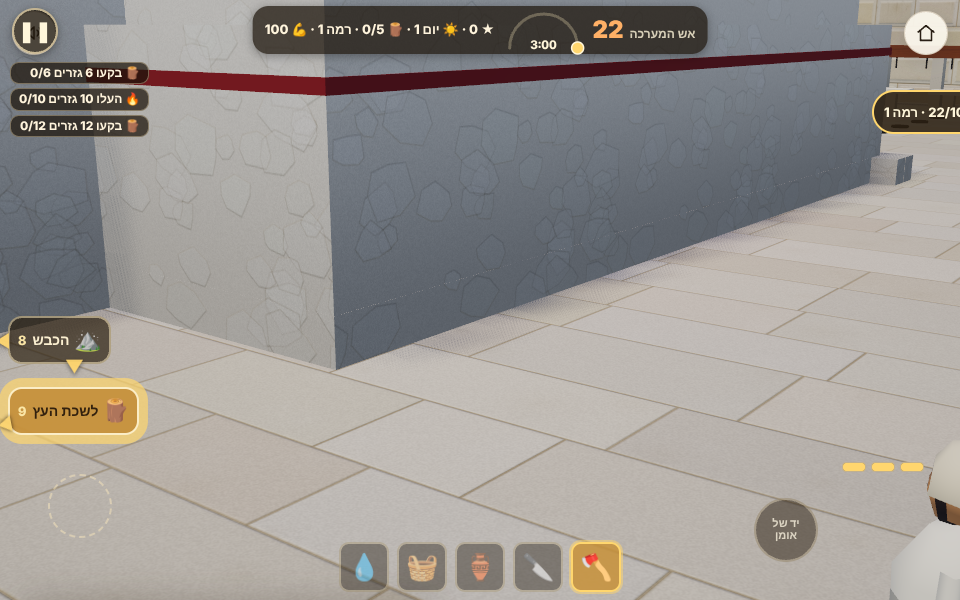 אש המערכה 22
3:00
★ 0 · ☀️ יום 1 · 🪵 0/5 · רמה 1 · 💪 100
🪵 בקעו 6 גזרים 0/6
🔥 העלו 10 גזרים 0/10
🪵 בקעו 12 גזרים 0/12
22/10 · רמה 1
הכבש 8
לשכת העץ 9
יד של
אומן